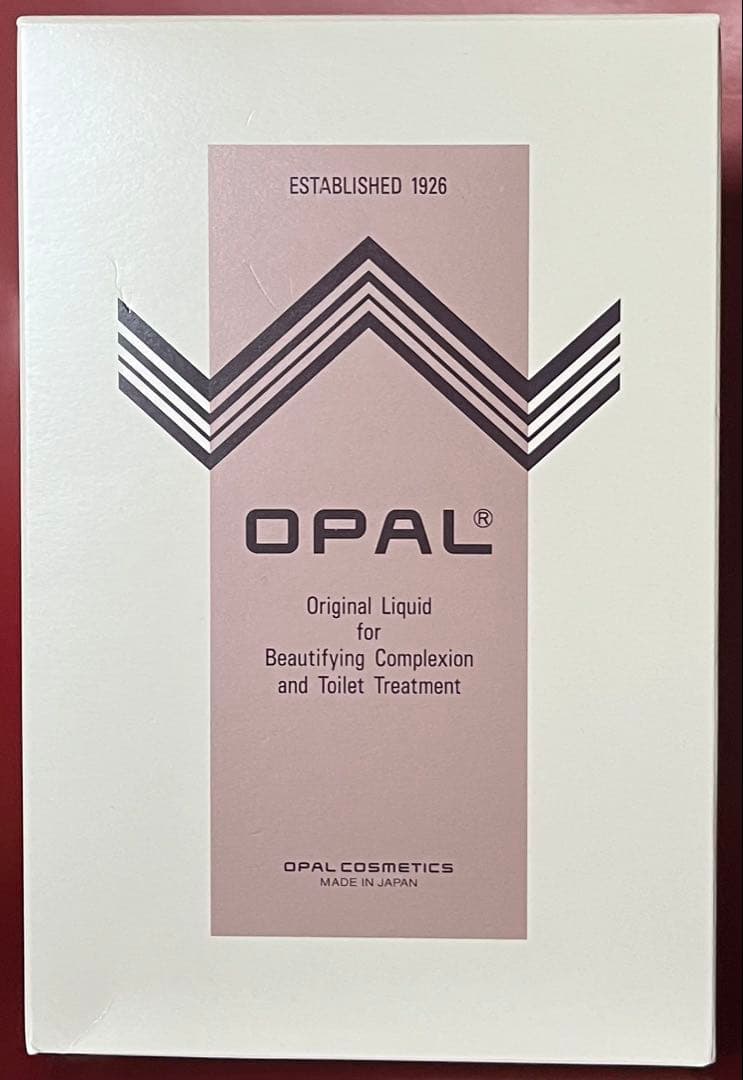 ESTABLISHED 1926
OPAL®
Original Liquid
for
Beautifying Complexion
and Toilet Treatment
OPAL COSMETICS
MADE IN JAPAN